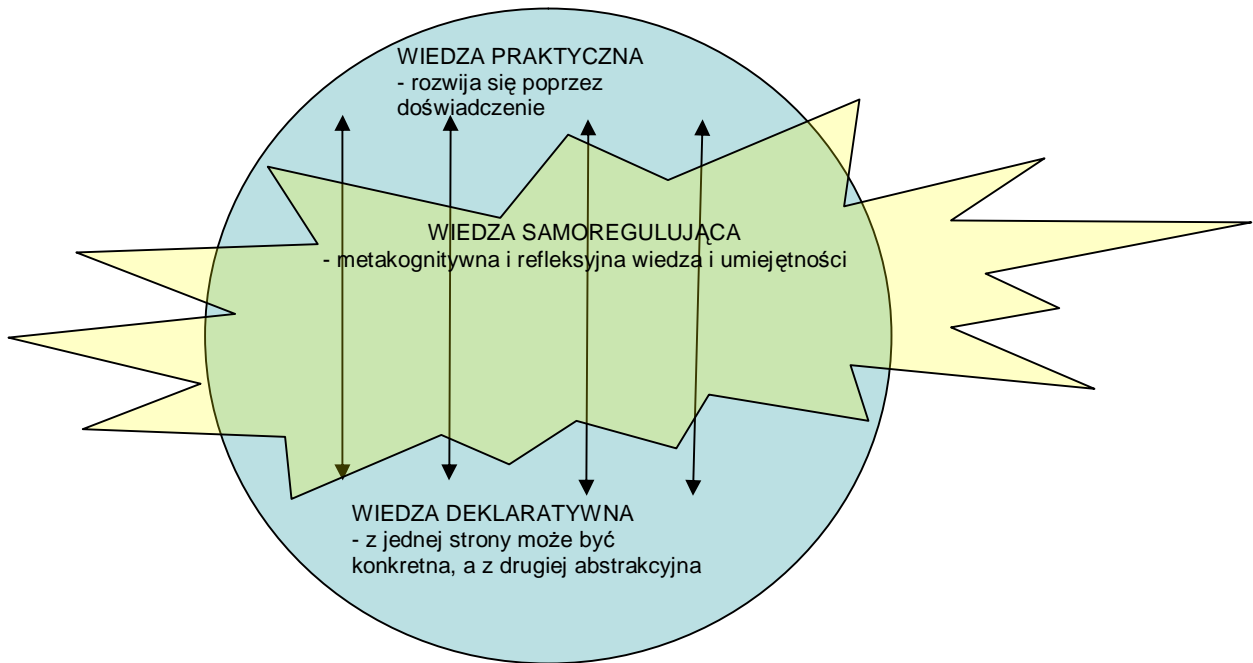 WIEDZA PRAKTYCZNA
- rozwija się poprzez
doświadczenie
WIEDZA SAMOREGULUJĄCA
- metakognitywna i refleksyjna wiedza i umiejętności
WIEDZA DEKLARATYWNA
- z jednej strony może być
konkretna, a z drugiej abstrakcyjna